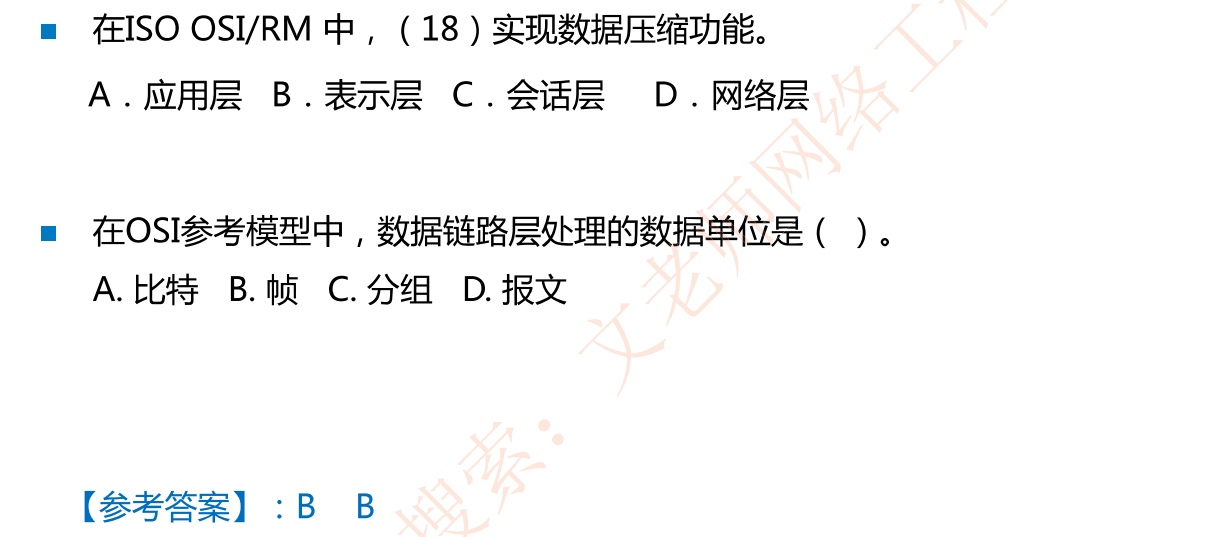 在ISO OSI/RM 中，（18）实现数据压缩功能。
A．应用层 B．表示层 C．会话层 D．网络层
在OSI参考模型中，数据链路层处理的数据单位是（ ）。
A. 比特 B. 帧 C. 分组 D. 报文
【参考答案】：B B
搜索：文老师网络工程